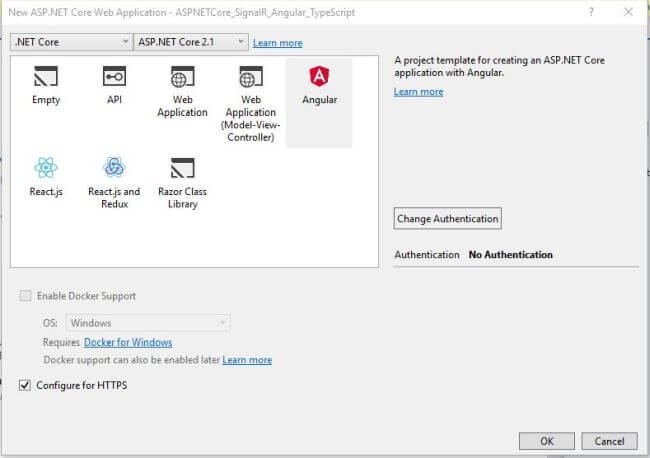 New ASP.NET Core Web Application - ASPNETCore_SignalR_Angular_TypeScript
? ×
.NET Core ASP.NET Core 2.1 Learn more
Empty
API
Web
Application
Web
Application
(Model-View-
Controller)
Angular
React.js
React.js and
Redux
Razor Class
Library
A project template for creating an ASP.NET Core
application with Angular.
Learn more
Change Authentication
Authentication No Authentication
Enable Docker Support
OS: Windows
Requires Docker for Windows
Docker support can also be enabled later Learn more
Configure for HTTPS
OK Cancel